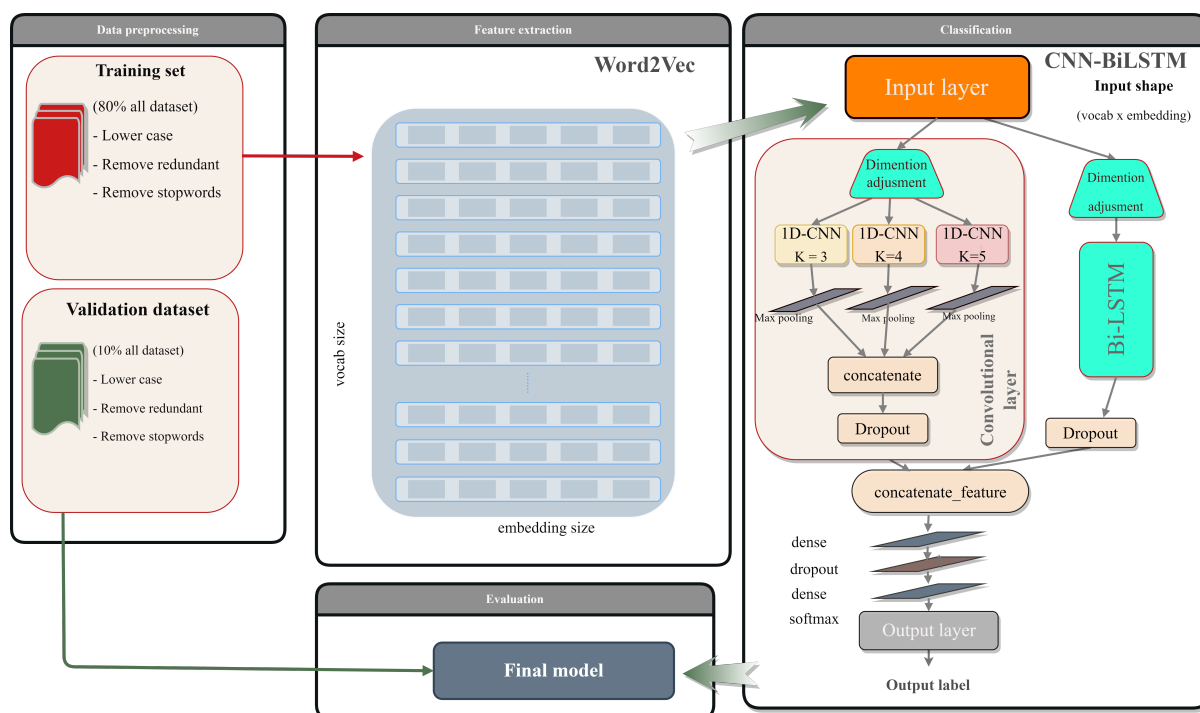 Data preprocessing
Training set
(80% all dataset)
- Lower case
- Remove redundant
- Remove stopwords
Validation dataset
(10% all dataset)
- Lower case
- Remove redundant
- Remove stopwords
Feature extraction
Word2Vec
vocab size
embedding size
Evaluation
Final model
Classification
CNN-BiLSTM
Input layer
Input shape
(vocab x embedding)
Dimention
adjusment
Dimention
adjusment
1D-CNN
K = 3
1D-CNN
K=4
1D-CNN
K=5
Max pooling
Max pooling
Max pooling
concatenate
Dropout
Convolutional
layer
Bi-LSTM
Dropout
concatenate_feature
dense
dropout
dense
softmax
Output layer
Output label